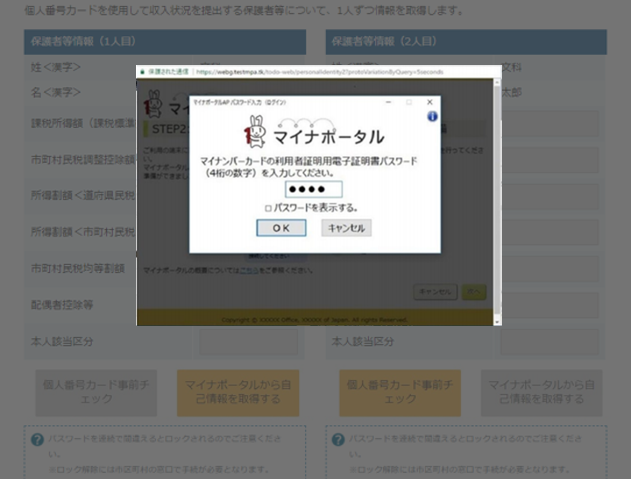 個人番号カードを使用して収入状況を提出する保護者等について、1人ずつ情報を取得します。
保護者等情報（1人目）
保護者等情報（2人目）
姓＜漢字＞
文科
名＜漢字＞
太郎
課税所得額（課税標準
市町村民税調整控除額
所得割額＜道府県民税
所得割額＜市町村民税
市町村民税均等割額
配偶者控除等
本人該当区分
本人該当区分
保護された通信
マイナポータルAP パスワード入力（ログイン）
マイナポータル
マイナンバーカードの利用者証明用電子証明書パスワード
（4桁の数字）を入力してください。
●●●●
パスワードを表示する。
OK
キャンセル
STEP2
マイナポータルの概要についてはこちらをご参照ください。
キャンセル
次へ
個人番号カード事前チ
ェック
マイナポータルから自
己情報を取得する
個人番号カード事前チ
ェック
マイナポータルから自
己情報を取得する
パスワードを連続で間違えるとロックされるのでご注意くださ
い。
※ロック解除には市区町村の窓口で手続が必要となります。
パスワードを連続で間違えるとロックされるのでご注意くださ
い。
※ロック解除には市区町村の窓口で手続が必要となります。